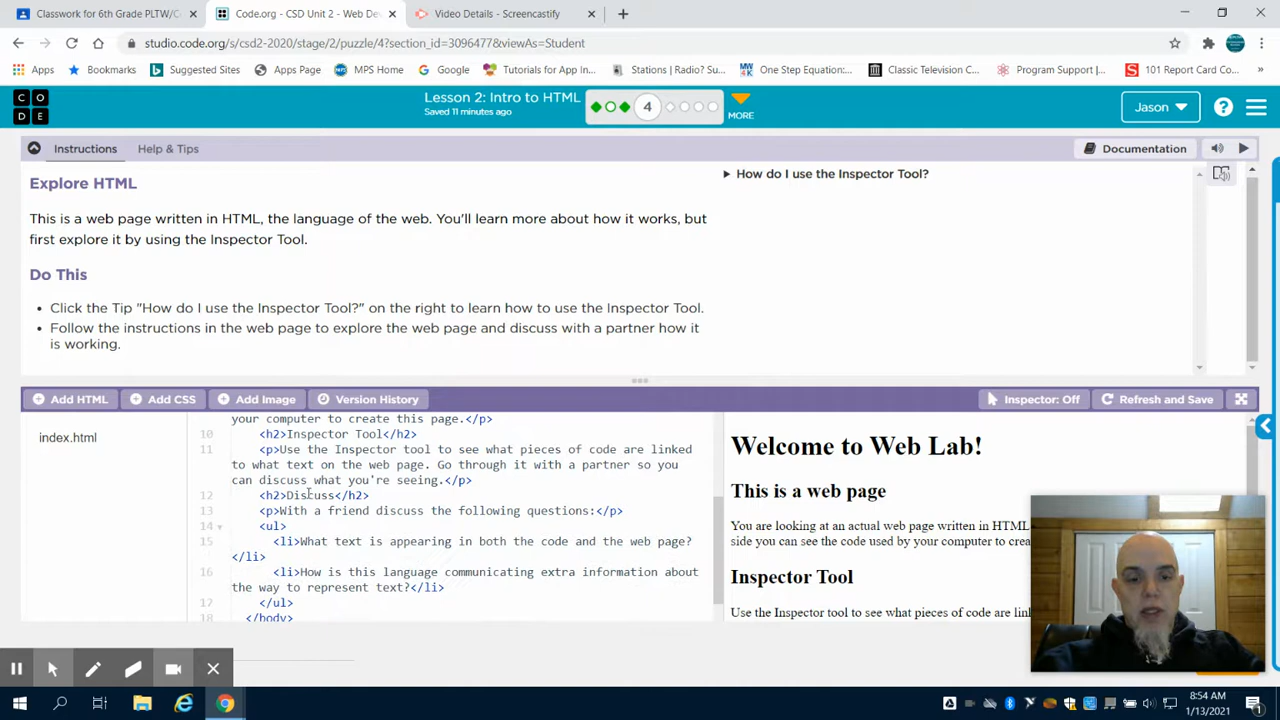 Classwork for 6th Grade PLTW/C
Code.org - CSD Unit 2 - Web De
Video Details - Screencastify
studio.code.org/s/csd2-2020/stage/2/puzzle/4?section_id=3096477&viewAs=Student
Apps Bookmarks Suggested Sites Apps Page MPS Home Google Tutorials for App In... Stations | Radio? Su... One Step Equation:... Classic Television C... Program Support |... 101 Report Card Co... »
CODE
Lesson 2: Intro to HTML
Saved 11 minutes ago
4
MORE
Jason
?
Instructions Help & Tips Documentation
Explore HTML
This is a web page written in HTML, the language of the web. You'll learn more about how it works, but
first explore it by using the Inspector Tool.
Do This
• Click the Tip "How do I use the Inspector Tool?" on the right to learn how to use the Inspector Tool.
• Follow the instructions in the web page to explore the web page and discuss with a partner how it
is working.
How do I use the Inspector Tool?
Add HTML Add CSS Add Image Version History Inspector: Off Refresh and Save
index.html
your computer to create this page.</p>
10 <h2>Inspector Tool</h2>
11 <p>Use the Inspector tool to see what pieces of code are linked
to what text on the web page. Go through it with a partner so you
can discuss what you're seeing.</p>
12 <h2>Discuss</h2>
13 <p>With a friend discuss the following questions:</p>
14 <ul>
15 <li>What text is appearing in both the code and the web page?
</li>
16 <li>How is this language communicating extra information about
the way to represent text?</li>
17 </ul>
18 </body>
Welcome to Web Lab!
This is a web page
You are looking at an actual web page written in HTML
side you can see the code used by your computer to crea
Inspector Tool
Use the Inspector tool to see what pieces of code are link
8:54 AM
1/13/2021